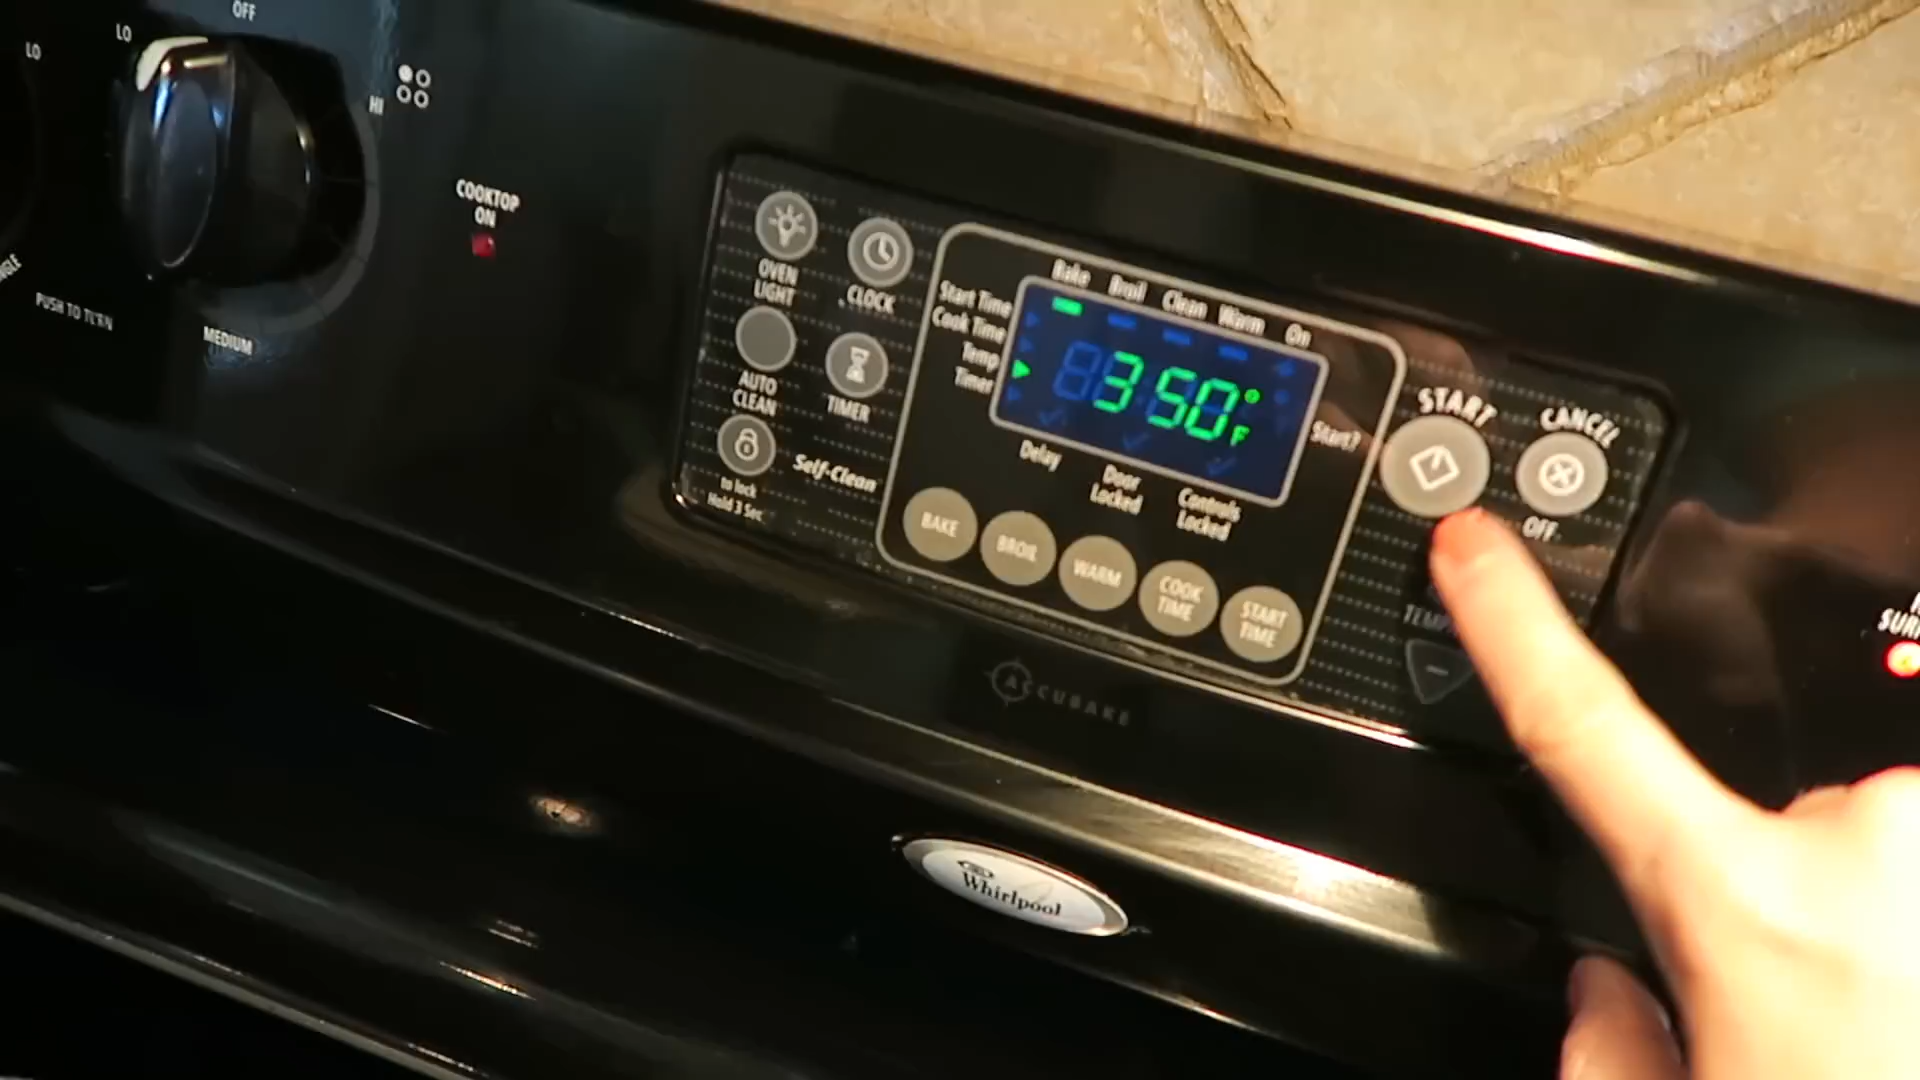 OFF
LO
LO
HI
COOKTOP
ON
PUSH TO TURN
MEDIUM
OVEN
LIGHT
CLOCK
AUTO
CLEAN
TIMER
Self-Clean
to lock
Hold 3 Sec
Bake Broil Clean Warm On
Start Time
Cook Time
Temp
Timer
350°F
Start?
Delay
Door
Locked
Controls
Locked
BAKE
BROIL
WARM
COOK
TIME
START
TIME
START
CANCEL
OFF
ACCUBAKE
Whirlpool